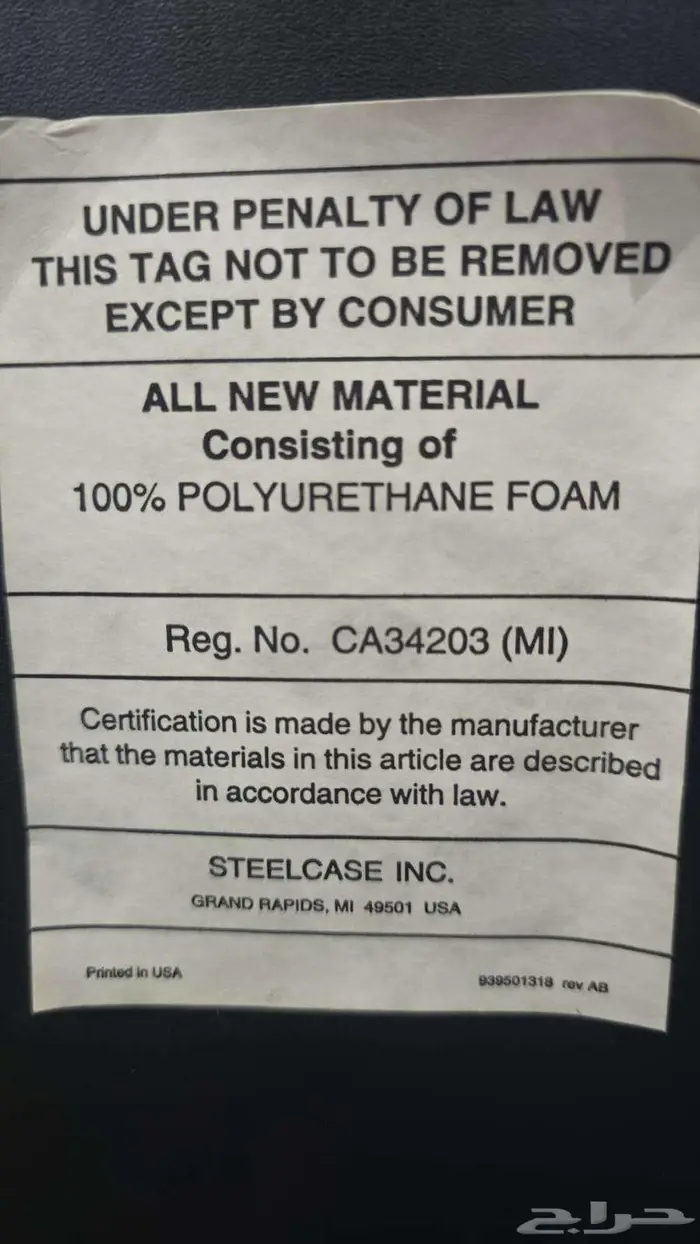 UNDER PENALTY OF LAW
THIS TAG NOT TO BE REMOVED
EXCEPT BY CONSUMER
ALL NEW MATERIAL
Consisting of
100% POLYURETHANE FOAM
Reg. No. CA34203 (MI)
Certification is made by the manufacturer
that the materials in this article are described
in accordance with law.
STEELCASE INC.
GRAND RAPIDS, MI 49501 USA
Printed in USA
939501318 rev AB
حراج